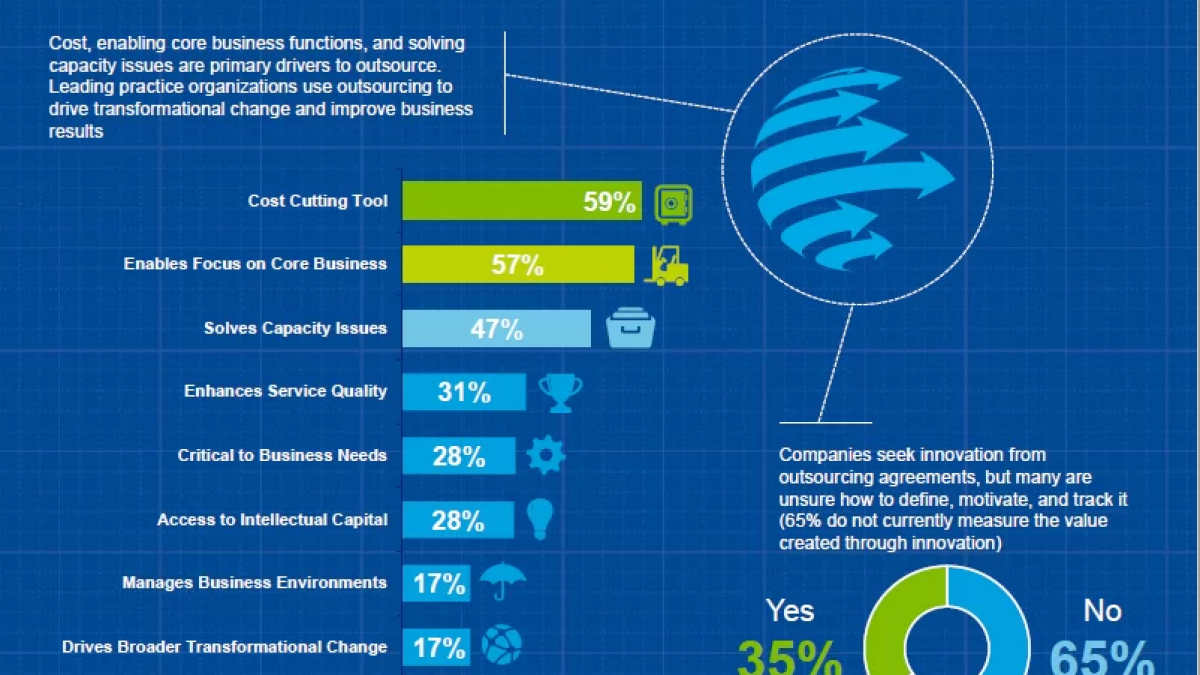 Cost, enabling core business functions, and solving
capacity issues are primary drivers to outsource.
Leading practice organizations use outsourcing to
drive transformational change and improve business
results
Cost Cutting Tool 59%
Enables Focus on Core Business 57%
Solves Capacity Issues 47%
Enhances Service Quality 31%
Critical to Business Needs 28%
Access to Intellectual Capital 28%
Manages Business Environments 17%
Drives Broader Transformational Change 17%
Companies seek innovation from
outsourcing agreements, but many are
unsure how to define, motivate, and track it
(65% do not currently measure the value
created through innovation)
Yes
35%
No
65%